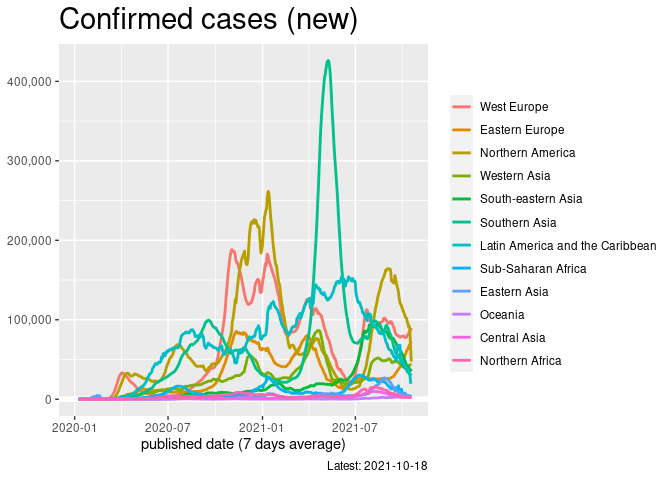 Confirmed cases (new)
400,000
300,000
200,000
100,000
0
2020-01
2020-07
2021-01
2021-07
published date (7 days average)
West Europe
Eastern Europe
Northern America
Western Asia
South-eastern Asia
Southern Asia
Latin America and the Caribbean
Sub-Saharan Africa
Eastern Asia
Oceania
Central Asia
Northern Africa
Latest: 2021-10-18